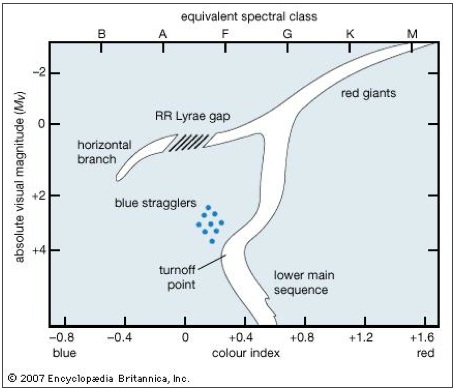 equivalent spectral class
B A F G K M
absolute visual magnitude (Mv)
−2
0
+2
+4
red giants
RR Lyrae gap
horizontal
branch
blue stragglers
turnoff
point
lower main
sequence
−0.8 −0.4 0 +0.4 +0.8 +1.2 +1.6
blue colour index red
© 2007 Encyclopædia Britannica, Inc.